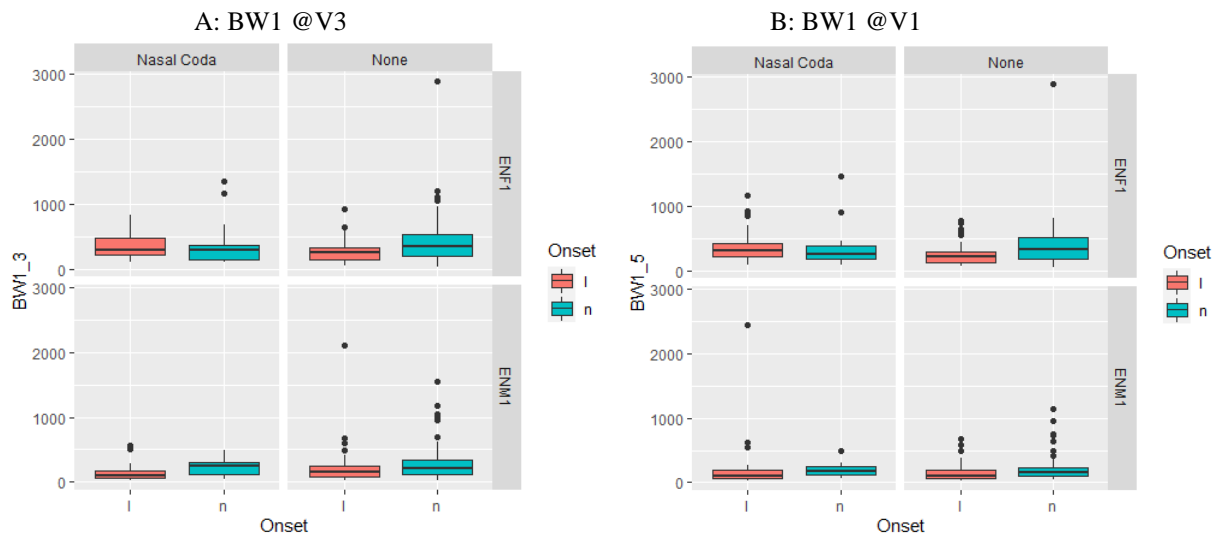 A: BW1 @V3
Nasal Coda
None
3000
2000
1000
0
ENF1
3000
2000
1000
0
ENM1
BW1_3
l
n
l
n
Onset
Onset
l
n
B: BW1 @V1
Nasal Coda
None
3000
2000
1000
0
ENF1
3000
2000
1000
0
ENM1
BW1_5
l
n
l
n
Onset
Onset
l
n